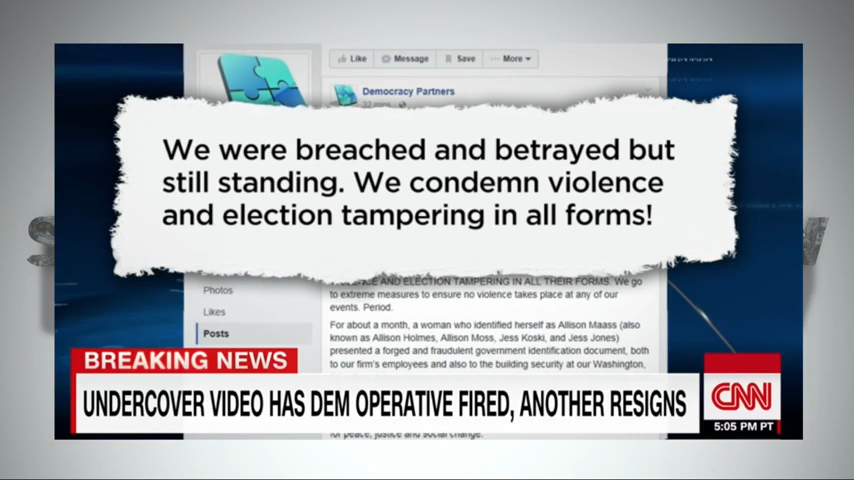 Like Message Save ··· More
Democracy Partners
32 mins
We were breached and betrayed but
still standing. We condemn violence
and election tampering in all forms!
AND ELECTION TAMPERING IN ALL THEIR FORMS. We go
to extreme measures to ensure no violence takes place at any of our
events. Period.
Photos
Likes
Posts
For about a month, a woman who identified herself as Allison Maass (also
known as Allison Holmes, Allison Moss, Jess Koski, and Jess Jones)
presented a forged and fraudulent government identification document, both
to our firm's employees and also to the building security at our Washington,
BREAKING NEWS
UNDERCOVER VIDEO HAS DEM OPERATIVE FIRED, ANOTHER RESIGNS
CNN
5:05 PM PT
for peace, justice and social change.